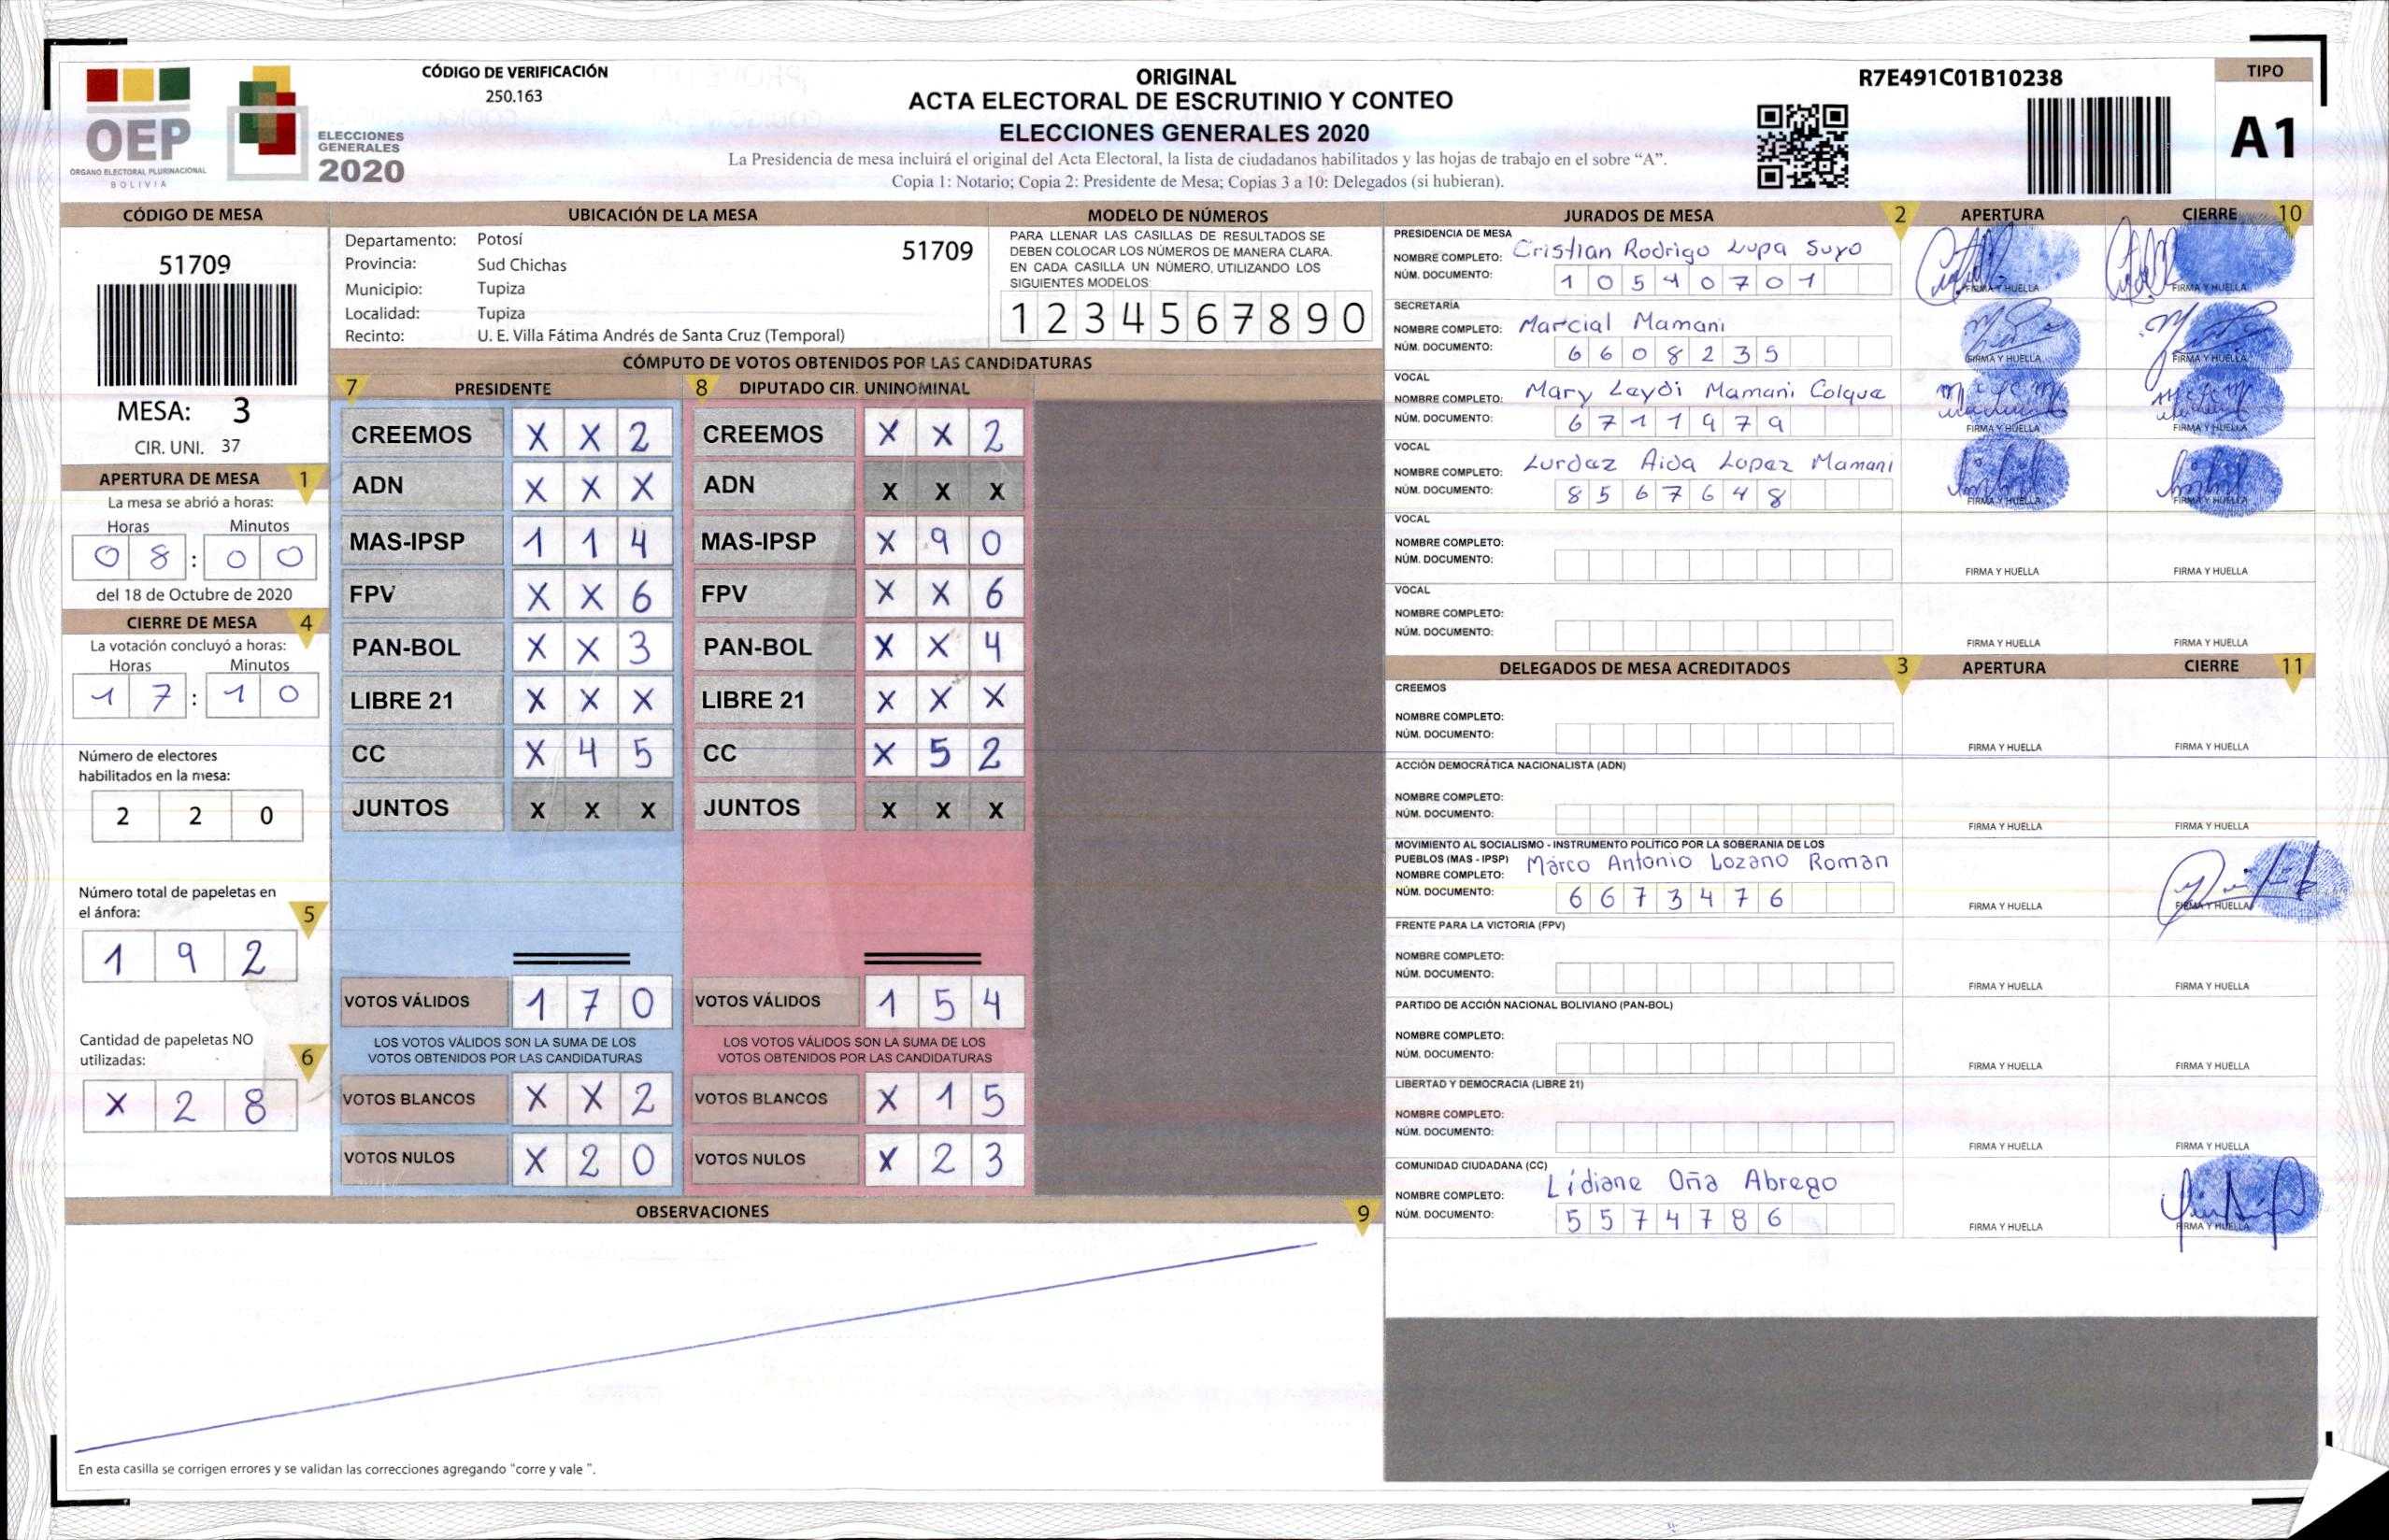 OEP
ÓRGANO ELECTORAL PLURINACIONAL
BOLIVIA
ELECCIONES
GENERALES
2020
CÓDIGO DE VERIFICACIÓN
250.163
ORIGINAL
ACTA ELECTORAL DE ESCRUTINIO Y CONTEO
ELECCIONES GENERALES 2020
La Presidencia de mesa incluirá el original del Acta Electoral, la lista de ciudadanos habilitados y las hojas de trabajo en el sobre “A”.
Copia 1: Notario; Copia 2: Presidente de Mesa; Copias 3 a 10: Delegados (si hubieran).
R7E491C01B10238
TIPO
A1
CÓDIGO DE MESA
51709
MESA: 3
CIR. UNI. 37
APERTURA DE MESA 1
La mesa se abrió a horas:
Horas Minutos
0 8 : 0 0
del 18 de Octubre de 2020
CIERRE DE MESA 4
La votación concluyó a horas:
Horas Minutos
1 7 : 1 0
Número de electores
habilitados en la mesa:
2 2 0
Número total de papeletas en
el ánfora: 5
1 9 2
Cantidad de papeletas NO
utilizadas: 6
X 2 8
UBICACIÓN DE LA MESA
Departamento: Potosí 51709
Provincia: Sud Chichas
Municipio: Tupiza
Localidad: Tupiza
Recinto: U. E. Villa Fátima Andrés de Santa Cruz (Temporal)
MODELO DE NÚMEROS
PARA LLENAR LAS CASILLAS DE RESULTADOS SE
DEBEN COLOCAR LOS NÚMEROS DE MANERA CLARA.
EN CADA CASILLA UN NÚMERO, UTILIZANDO LOS
SIGUIENTES MODELOS:
1 2 3 4 5 6 7 8 9 0
CÓMPUTO DE VOTOS OBTENIDOS POR LAS CANDIDATURAS
7 PRESIDENTE 8 DIPUTADO CIR. UNINOMINAL
CREEMOS X X 2 CREEMOS X X 2
ADN X X X ADN X X X
MAS-IPSP 1 1 4 MAS-IPSP X 9 0
FPV X X 6 FPV X X 6
PAN-BOL X X 3 PAN-BOL X X 4
LIBRE 21 X X X LIBRE 21 X X X
CC X 4 5 CC X 5 2
JUNTOS X X X JUNTOS X X X
VOTOS VÁLIDOS 1 7 0 VOTOS VÁLIDOS 1 5 4
LOS VOTOS VÁLIDOS SON LA SUMA DE LOS LOS VOTOS VÁLIDOS SON LA SUMA DE LOS
VOTOS OBTENIDOS POR LAS CANDIDATURAS VOTOS OBTENIDOS POR LAS CANDIDATURAS
VOTOS BLANCOS X X 2 VOTOS BLANCOS X 1 5
VOTOS NULOS X 2 0 VOTOS NULOS X 2 3
OBSERVACIONES 9
En esta casilla se corrigen errores y se validan las correcciones agregando "corre y vale ".
JURADOS DE MESA 2 APERTURA CIERRE 10
PRESIDENCIA DE MESA
NOMBRE COMPLETO: Cristian Rodrigo Lupa Suyo
NÚM. DOCUMENTO: 1 0 5 4 0 7 0 1
FIRMA Y HUELLA FIRMA Y HUELLA
SECRETARÍA
NOMBRE COMPLETO: Marcial Mamani
NÚM. DOCUMENTO: 6 6 0 8 2 3 5
FIRMA Y HUELLA FIRMA Y HUELLA
VOCAL
NOMBRE COMPLETO: Mary Leydi Mamani Colque
NÚM. DOCUMENTO: 6 7 1 1 9 7 9
FIRMA Y HUELLA FIRMA Y HUELLA
VOCAL
NOMBRE COMPLETO: Lurdaz Aida Lopez Mamani
NÚM. DOCUMENTO: 8 5 6 7 6 4 8
FIRMA Y HUELLA FIRMA Y HUELLA
VOCAL
NOMBRE COMPLETO:
NÚM. DOCUMENTO:
FIRMA Y HUELLA FIRMA Y HUELLA
VOCAL
NOMBRE COMPLETO:
NÚM. DOCUMENTO:
FIRMA Y HUELLA FIRMA Y HUELLA
DELEGADOS DE MESA ACREDITADOS 3 APERTURA CIERRE 11
CREEMOS
NOMBRE COMPLETO:
NÚM. DOCUMENTO:
FIRMA Y HUELLA FIRMA Y HUELLA
ACCIÓN DEMOCRÁTICA NACIONALISTA (ADN)
NOMBRE COMPLETO:
NÚM. DOCUMENTO:
FIRMA Y HUELLA FIRMA Y HUELLA
MOVIMIENTO AL SOCIALISMO - INSTRUMENTO POLÍTICO POR LA SOBERANIA DE LOS
PUEBLOS (MAS - IPSP)
NOMBRE COMPLETO: Marco Antonio Lozano Roman
NÚM. DOCUMENTO: 6 6 7 3 4 7 6
FIRMA Y HUELLA FIRMA Y HUELLA
FRENTE PARA LA VICTORIA (FPV)
NOMBRE COMPLETO:
NÚM. DOCUMENTO:
FIRMA Y HUELLA FIRMA Y HUELLA
PARTIDO DE ACCIÓN NACIONAL BOLIVIANO (PAN-BOL)
NOMBRE COMPLETO:
NÚM. DOCUMENTO:
FIRMA Y HUELLA FIRMA Y HUELLA
LIBERTAD Y DEMOCRACIA (LIBRE 21)
NOMBRE COMPLETO:
NÚM. DOCUMENTO:
FIRMA Y HUELLA FIRMA Y HUELLA
COMUNIDAD CIUDADANA (CC)
NOMBRE COMPLETO: Lidiane Oña Abrego
NÚM. DOCUMENTO: 5 5 7 4 7 8 6
FIRMA Y HUELLA FIRMA Y HUELLA